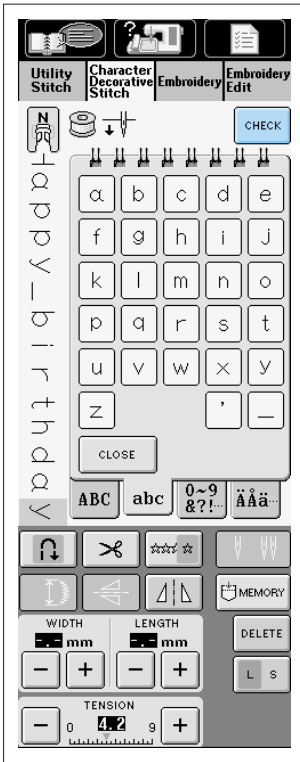 ?
Utility Stitch
Character Decorative Stitch
Embroidery
Embroidery Edit
N
CHECK
Happy_birthday
a b c d e
f g h i j
k l m n o
p q r s t
u v w x y
z ' _
CLOSE
ABC
abc
0~9
&?!...
ÄÅä...
MEMORY
WIDTH
-.- mm
− +
LENGTH
-.- mm
− +
DELETE
L S
TENSION
− 0 4.2 9 +